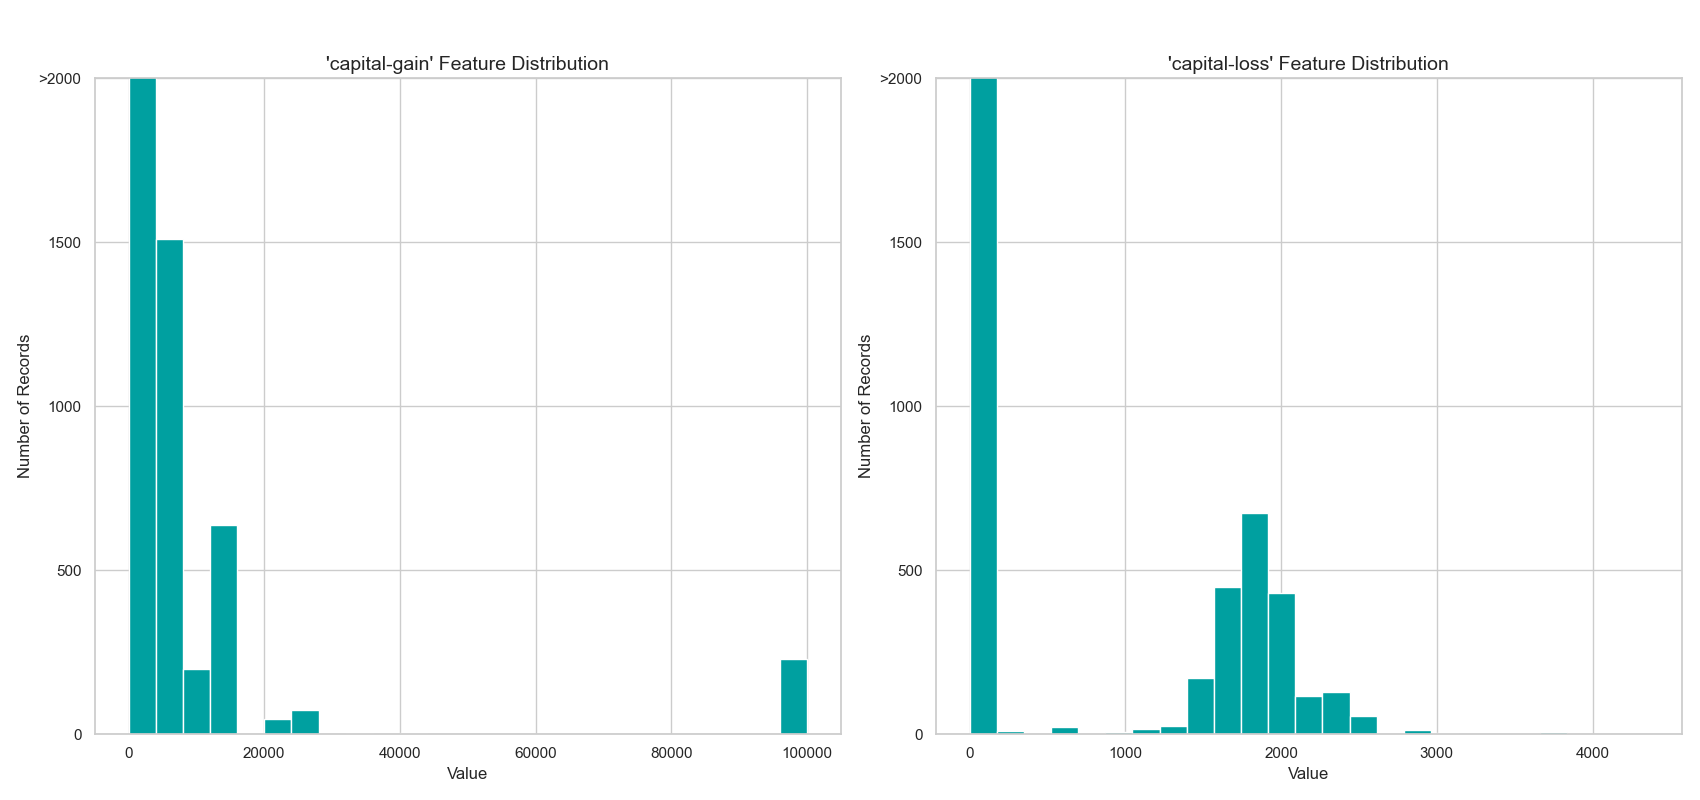 'capital-gain' Feature Distribution
>2000
1500
1000
500
0
Number of Records
0 20000 40000 60000 80000 100000
Value
'capital-loss' Feature Distribution
>2000
1500
1000
500
0
Number of Records
0 1000 2000 3000 4000
Value